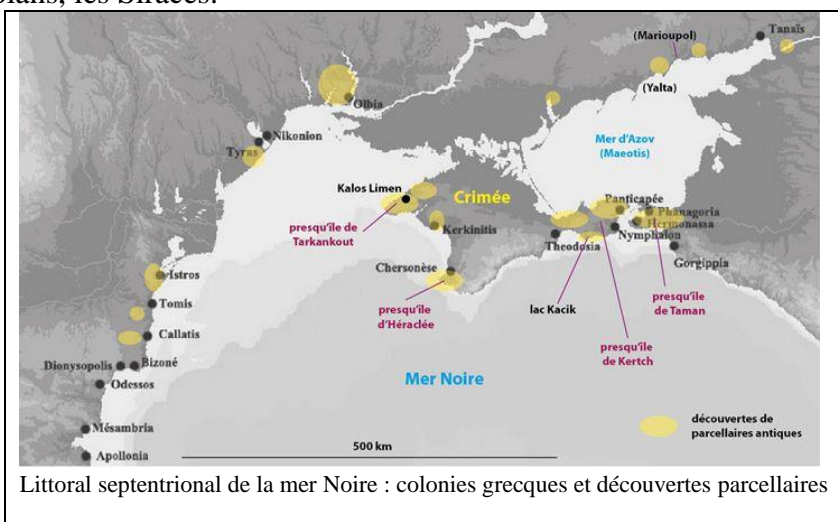 (Marioupol)
Tanaïs
(Yalta)
Olbia
Nikonion
Tyras
Mer d'Azov
(Maeotis)
Kalos Limen
Crimée
Panticapée
Phanagoria
Hermonassa
presqu'île de
Tarkankout
Kerkinitis
Nymphaion
Theodosia
Gorgippia
Chersonèse
Istros
Tomis
presqu'île
d'Héraclée
lac Kacik
presqu'île
de Taman
Callatis
presqu'île
de Kertch
Dionysopolis
Bizoné
Odessos
Mer Noire
Mésambria
découvertes de
parcellaires antiques
500 km
Apollonia
Littoral septentrional de la mer Noire : colonies grecques et découvertes parcellaires